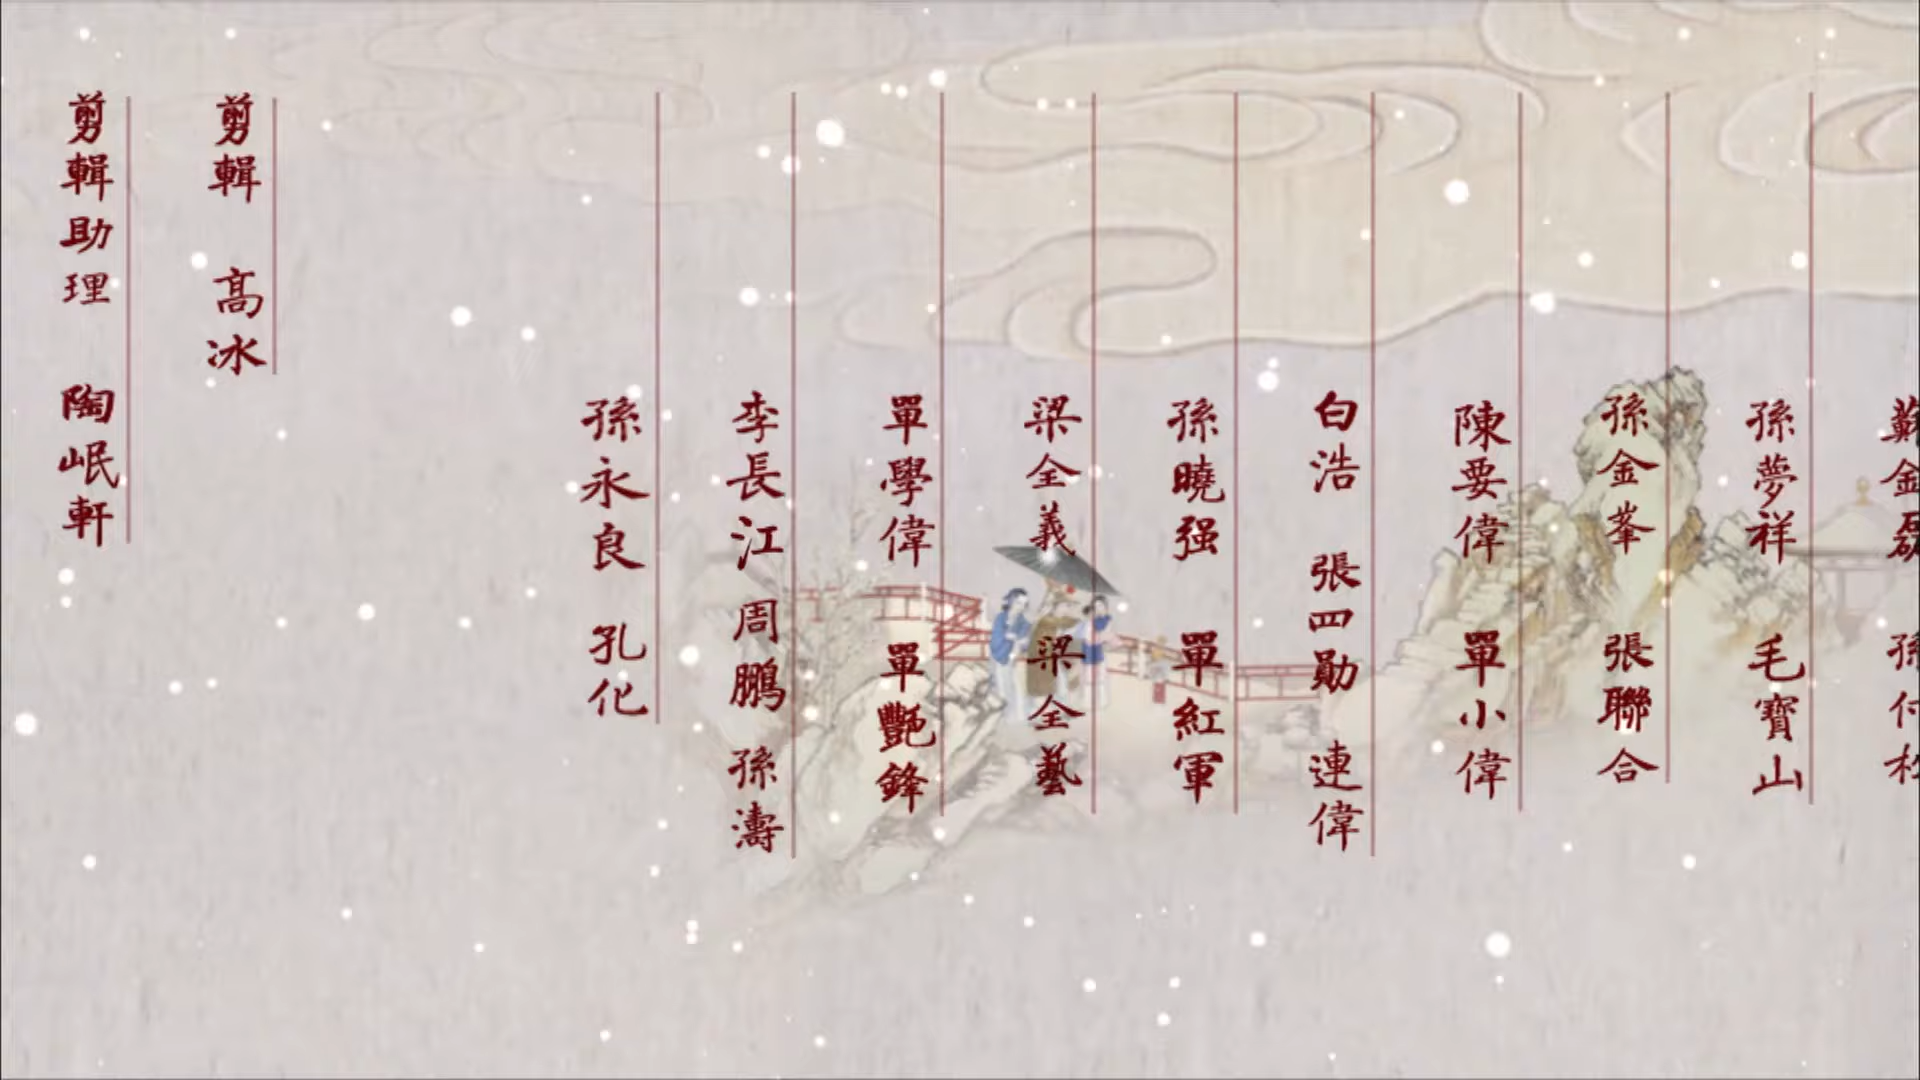 孫夢祥 毛寶山
孫金峯 張聯合
陳要偉 單小偉
白浩 張四勛 連偉
孫曉强 單紅軍
梁全義 梁全藝
單學偉 單艷鋒
李長江 周鵬 孫濤
孫永良 孔化
剪輯 高冰
剪輯助理 陶岷軒